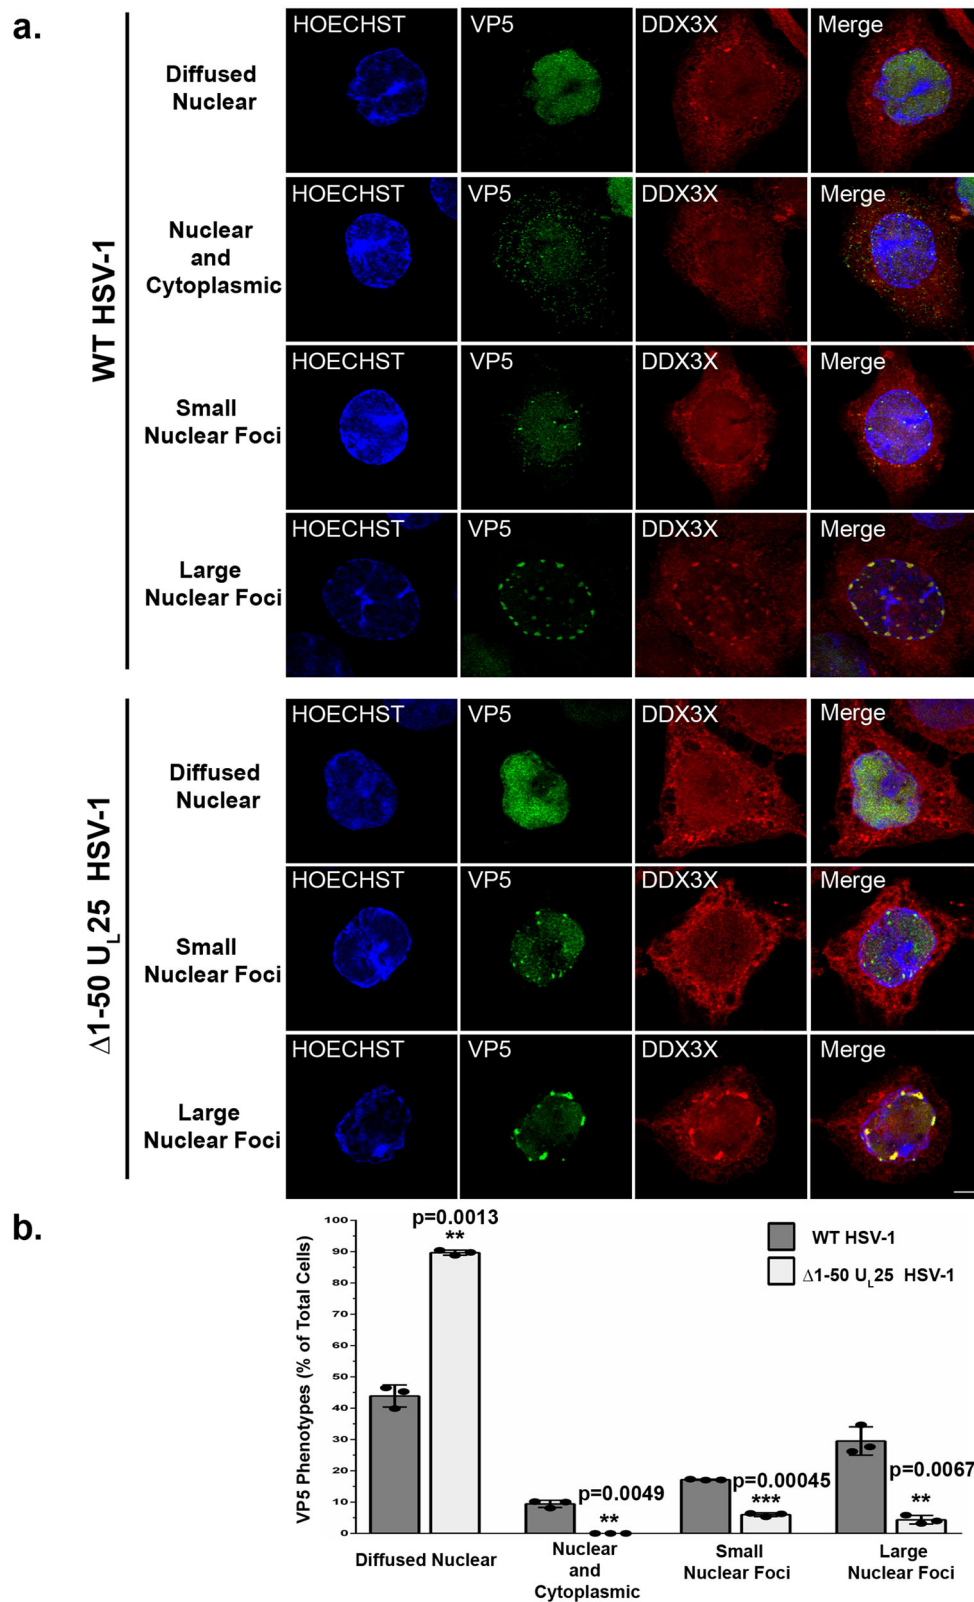 a.
WT HSV-1
Diffused
Nuclear
HOECHST VP5 DDX3X Merge
Nuclear
and
Cytoplasmic
HOECHST VP5 DDX3X Merge
Small
Nuclear Foci
HOECHST VP5 DDX3X Merge
Large
Nuclear Foci
HOECHST VP5 DDX3X Merge
Δ1-50 UL25 HSV-1
Diffused
Nuclear
HOECHST VP5 DDX3X Merge
Small
Nuclear Foci
HOECHST VP5 DDX3X Merge
Large
Nuclear Foci
HOECHST VP5 DDX3X Merge
b.
VP5 Phenotypes (% of Total Cells)
100
90
80
70
60
50
40
30
20
10
0
p=0.0013
**
WT HSV-1
Δ1-50 UL25 HSV-1
p=0.0049
**
p=0.00045
***
p=0.0067
**
Diffused Nuclear
Nuclear
and
Cytoplasmic
Small
Nuclear Foci
Large
Nuclear Foci